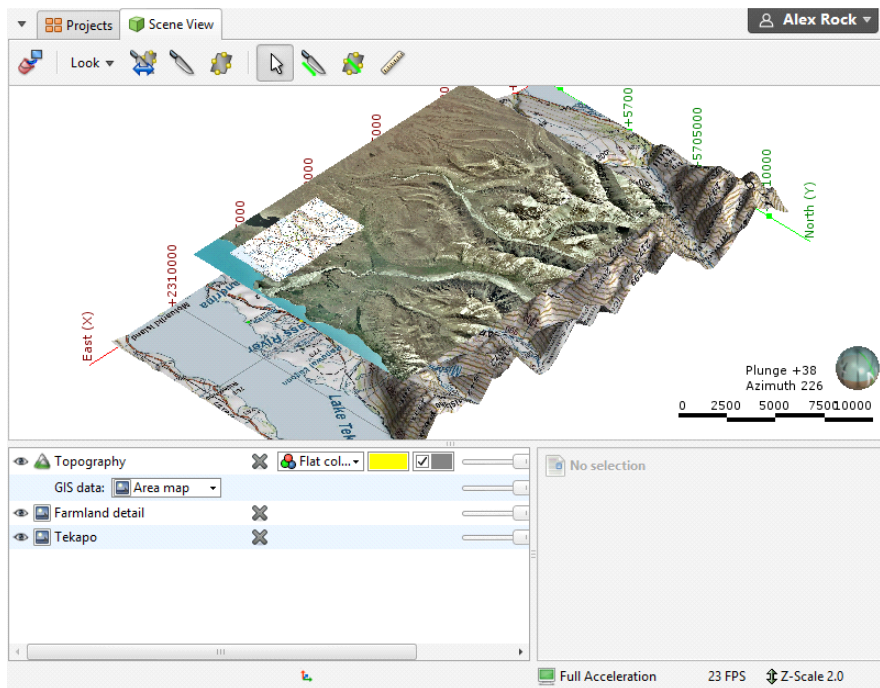 Projects
Scene View
Alex Rock
Look
+5700
+5705000
North (Y)
+2310000
East (X)
Lake
River
Plunge +38
Azimuth 226
0 2500 5000 7500 10000
Topography
Flat col...
GIS data:
Area map
Farmland detail
Tekapo
No selection
Full Acceleration
23 FPS
Z-Scale 2.0